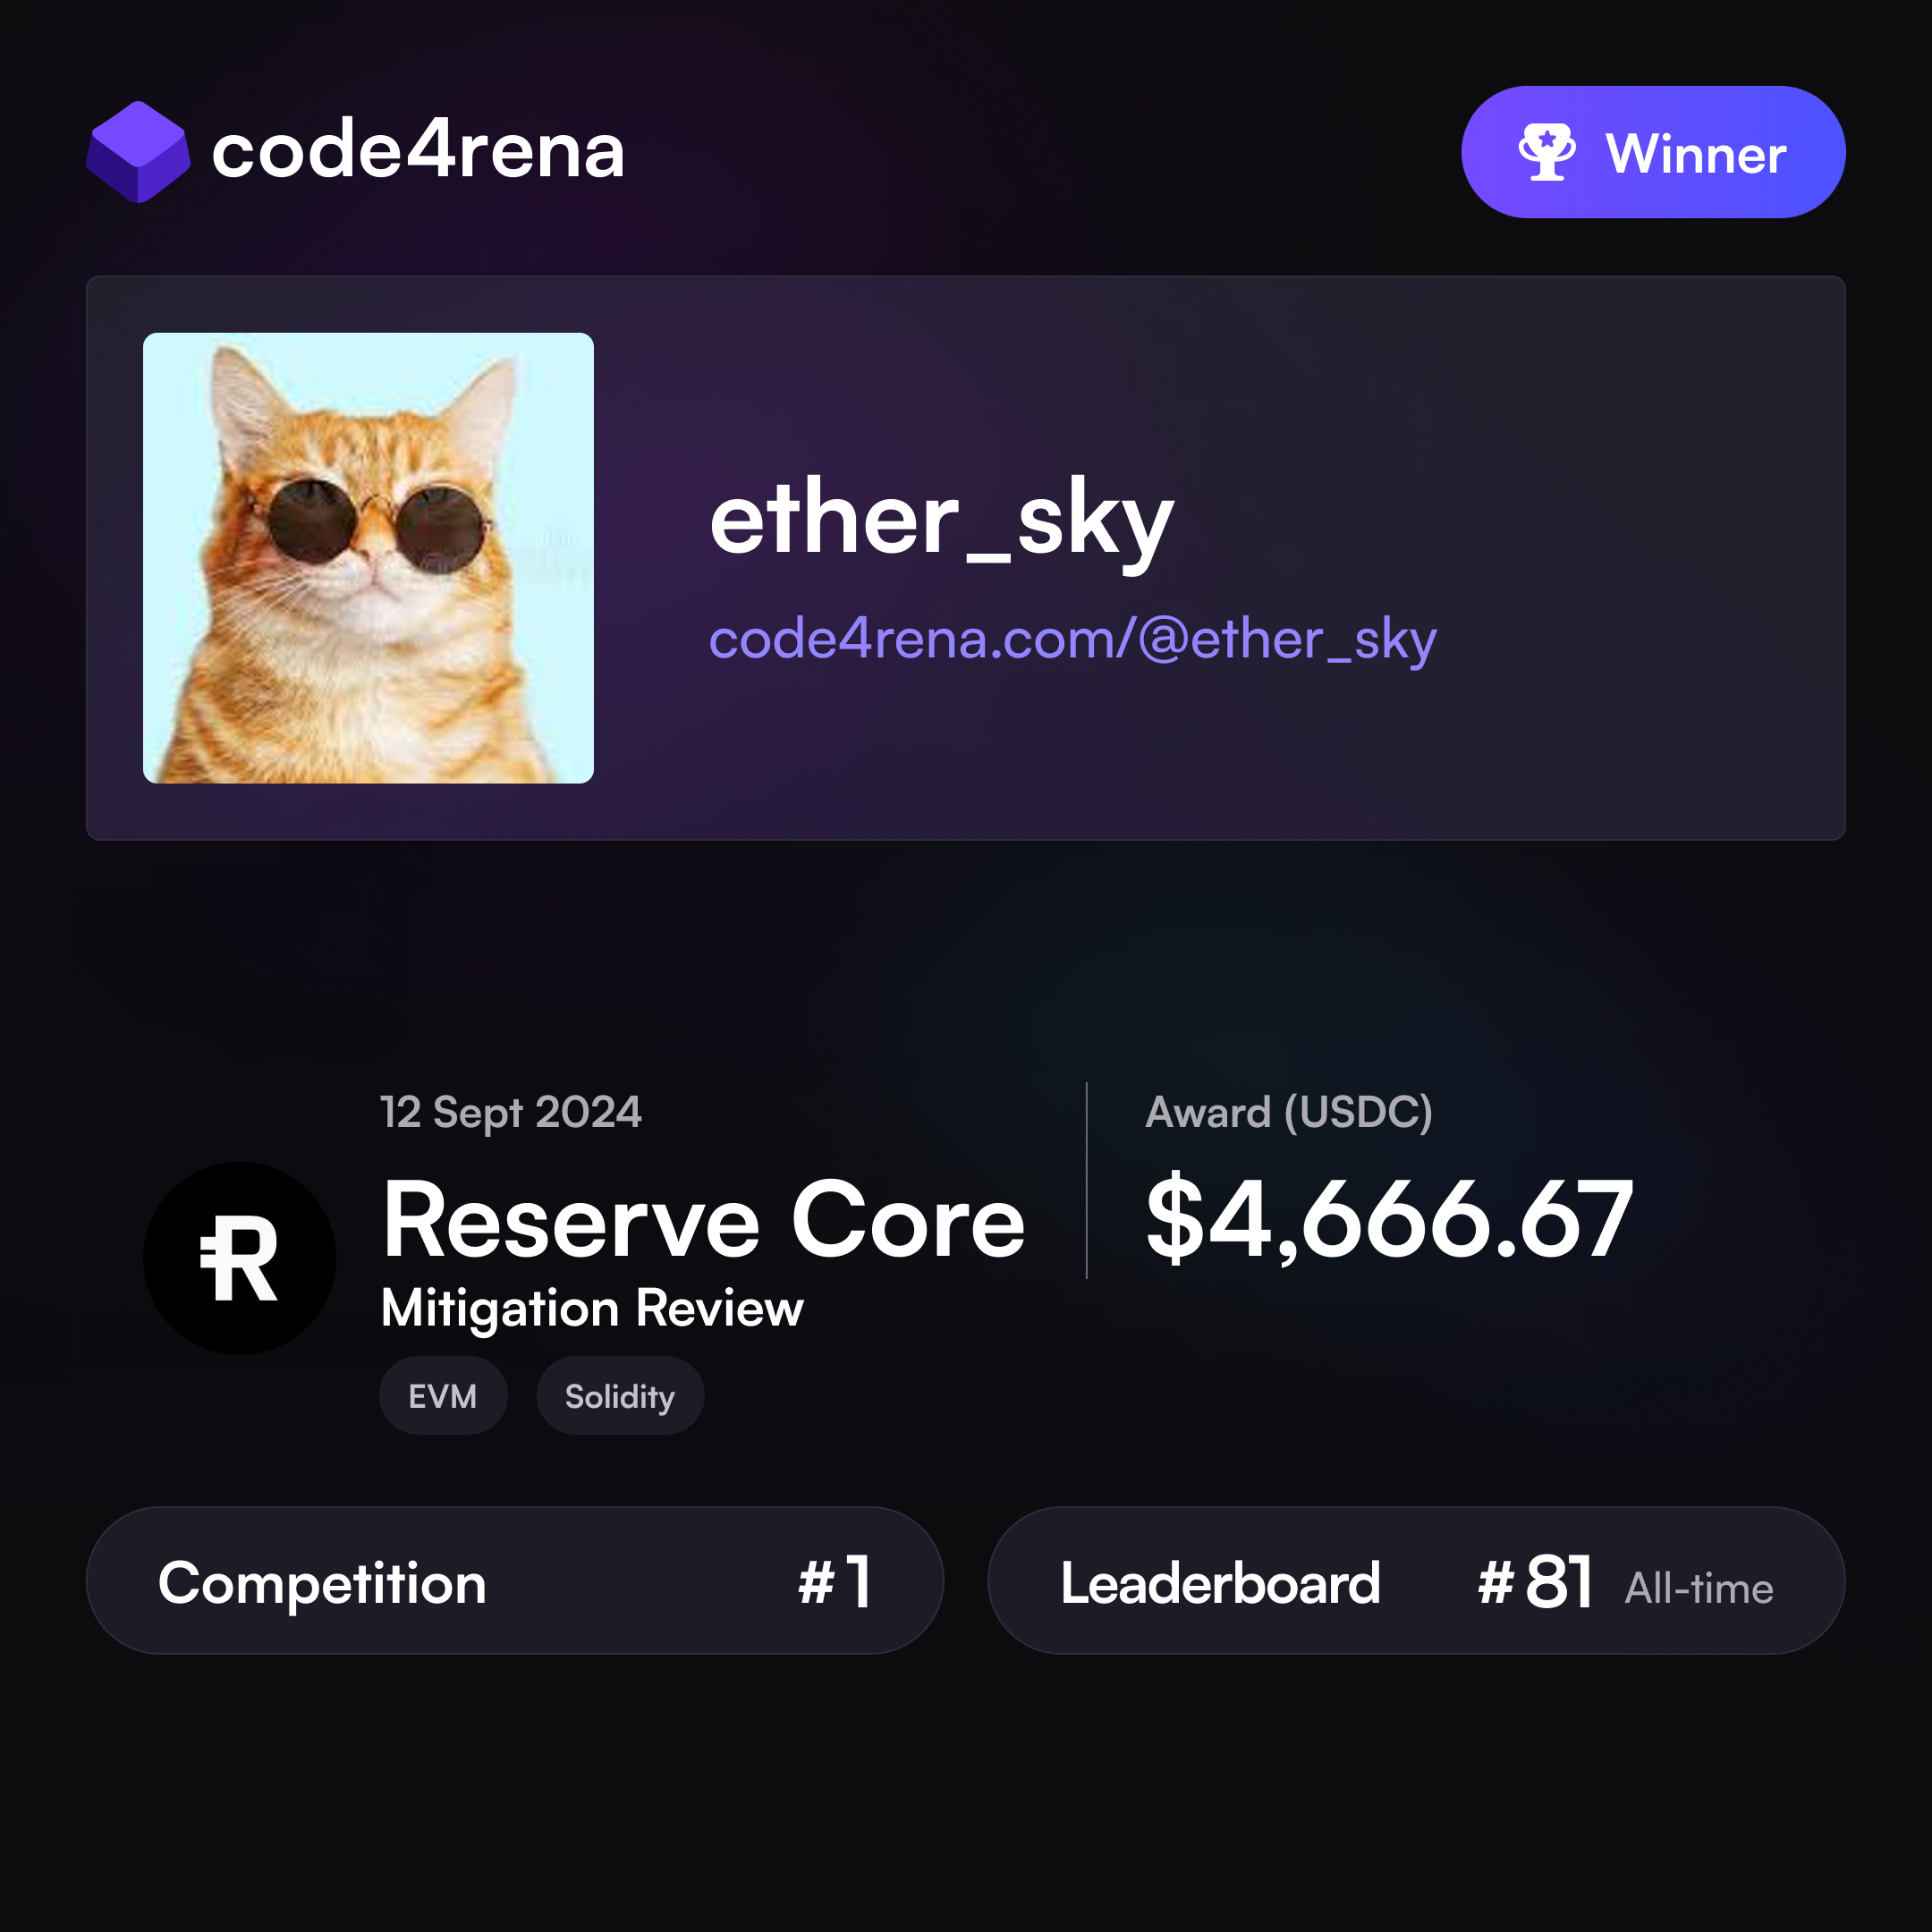 code4rena
Winner
ether_sky
code4rena.com/@ether_sky
12 Sept 2024
Reserve Core
Mitigation Review
EVM Solidity
Award (USDC)
$4,666.67
Competition #1
Leaderboard #81 All-time